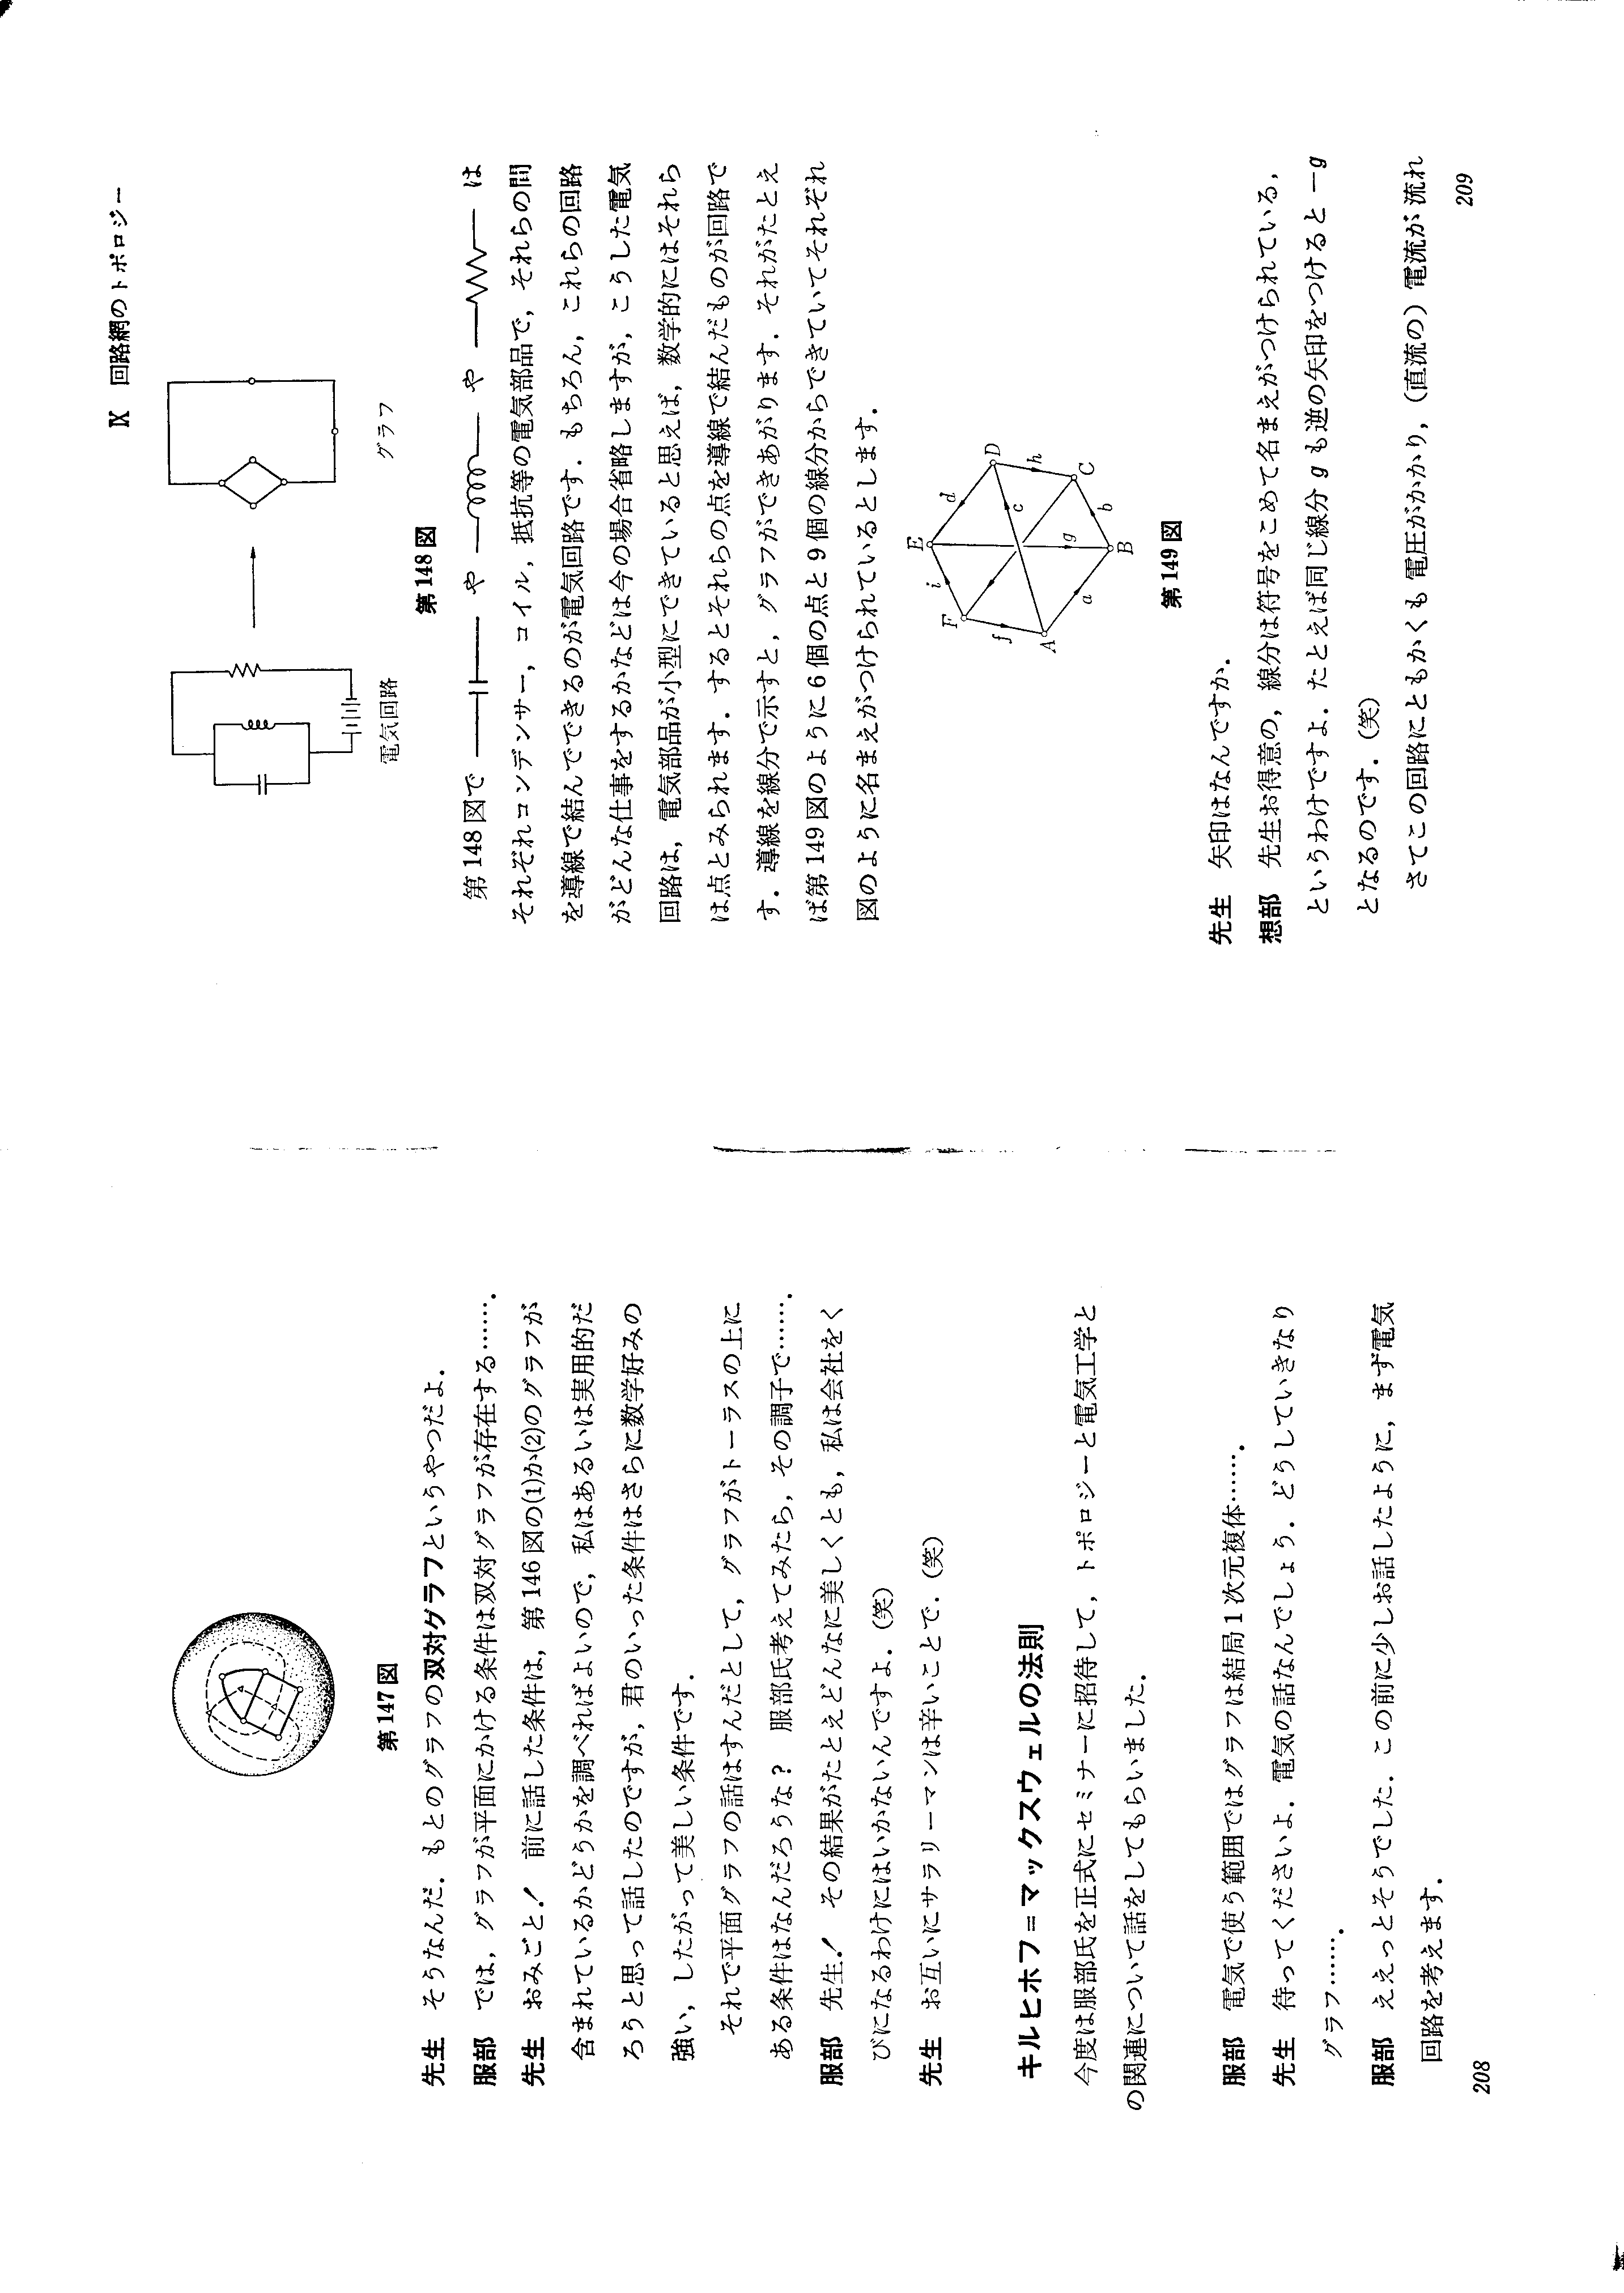 第147図
先生　そうなんだ．もとのグラフの双対グラフというやつだよ．
服部　では，グラフが平面にかける条件は双対グラフが存在する…….
先生　おみごと！　前に話した条件は，第146図の(1)か(2)のグラフが
含まれているかどうかを調べればよいので，私はあるいは実用的だ
ろうと思って話したのですが，君のいった条件はさらに数学好みの
強い，したがって美しい条件です．
それで平面グラフの話はすんだとして，グラフがトーラスの上に
ある条件はなんだろうな？　服部氏考えてみたら，その調子で…….
服部　先生！　その結果がたとえどんなに美しくとも，私は会社をく
びになるわけにはいかないんですよ．（笑）
先生　お互いにサラリーマンは辛いことで．（笑）
キルヒホフ＝マックスウェルの法則
今度は服部氏を正式にセミナーに招待して，トポロジーと電気工学と
の関連について話をしてもらいました．
服部　電気で使う範囲ではグラフは結局1次元複体…….
先生　待ってくださいよ．電気の話なんでしょう．どうしていきなり
グラフ…….
服部　ええっとそうでした．この前に少しお話したように，まず電気
回路を考えます．
208
Ⅸ　回路網のトポロジー
電気回路
グラフ
第148図
第148図で や や は
それぞれコンデンサー，コイル，抵抗等の電気部品で，それらの間
を導線で結んでできるのが電気回路です．もちろん，これらの回路
がどんな仕事をするかなどは今の場合省略しますが，こうした電気
回路は，電気部品が小型にできていると思えば，数学的にはそれら
は点とみられます．するとそれらの点を導線で結んだものが回路で
す．導線を線分で示すと，グラフができあがります．それがたとえ
ば第149図のように6個の点と9個の線分からできていてそれぞれ
図のように名まえがつけられているとします．
E
D
d
i
h
F
c
C
f
g
b
A
a
B
第149図
先生　矢印はなんですか．
想部　先生お得意の，線分は符号をこめて名まえがつけられている，
というわけですよ．たとえば同じ線分 g も逆の矢印をつけると −g
となるのです．（笑）
さてこの回路にともかくも電圧がかかり，（直流の）電流が流れ
209